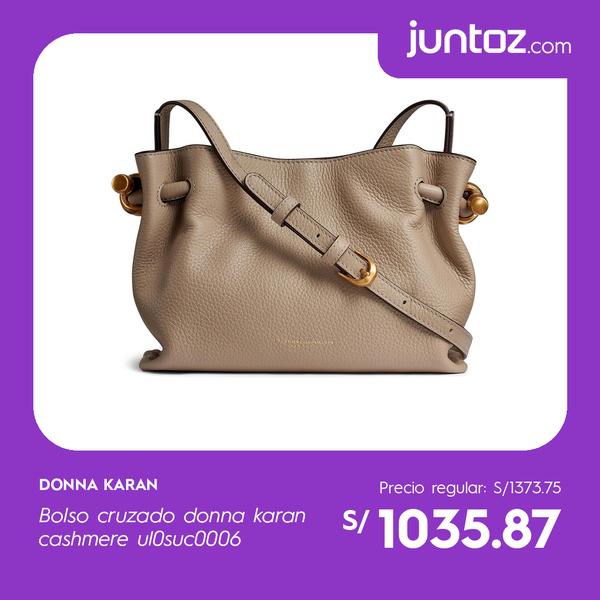 juntoz.com
DONNA KARAN
Bolso cruzado donna karan
cashmere ul0suc0006
Precio regular: S/1373.75
S/ 1035.87